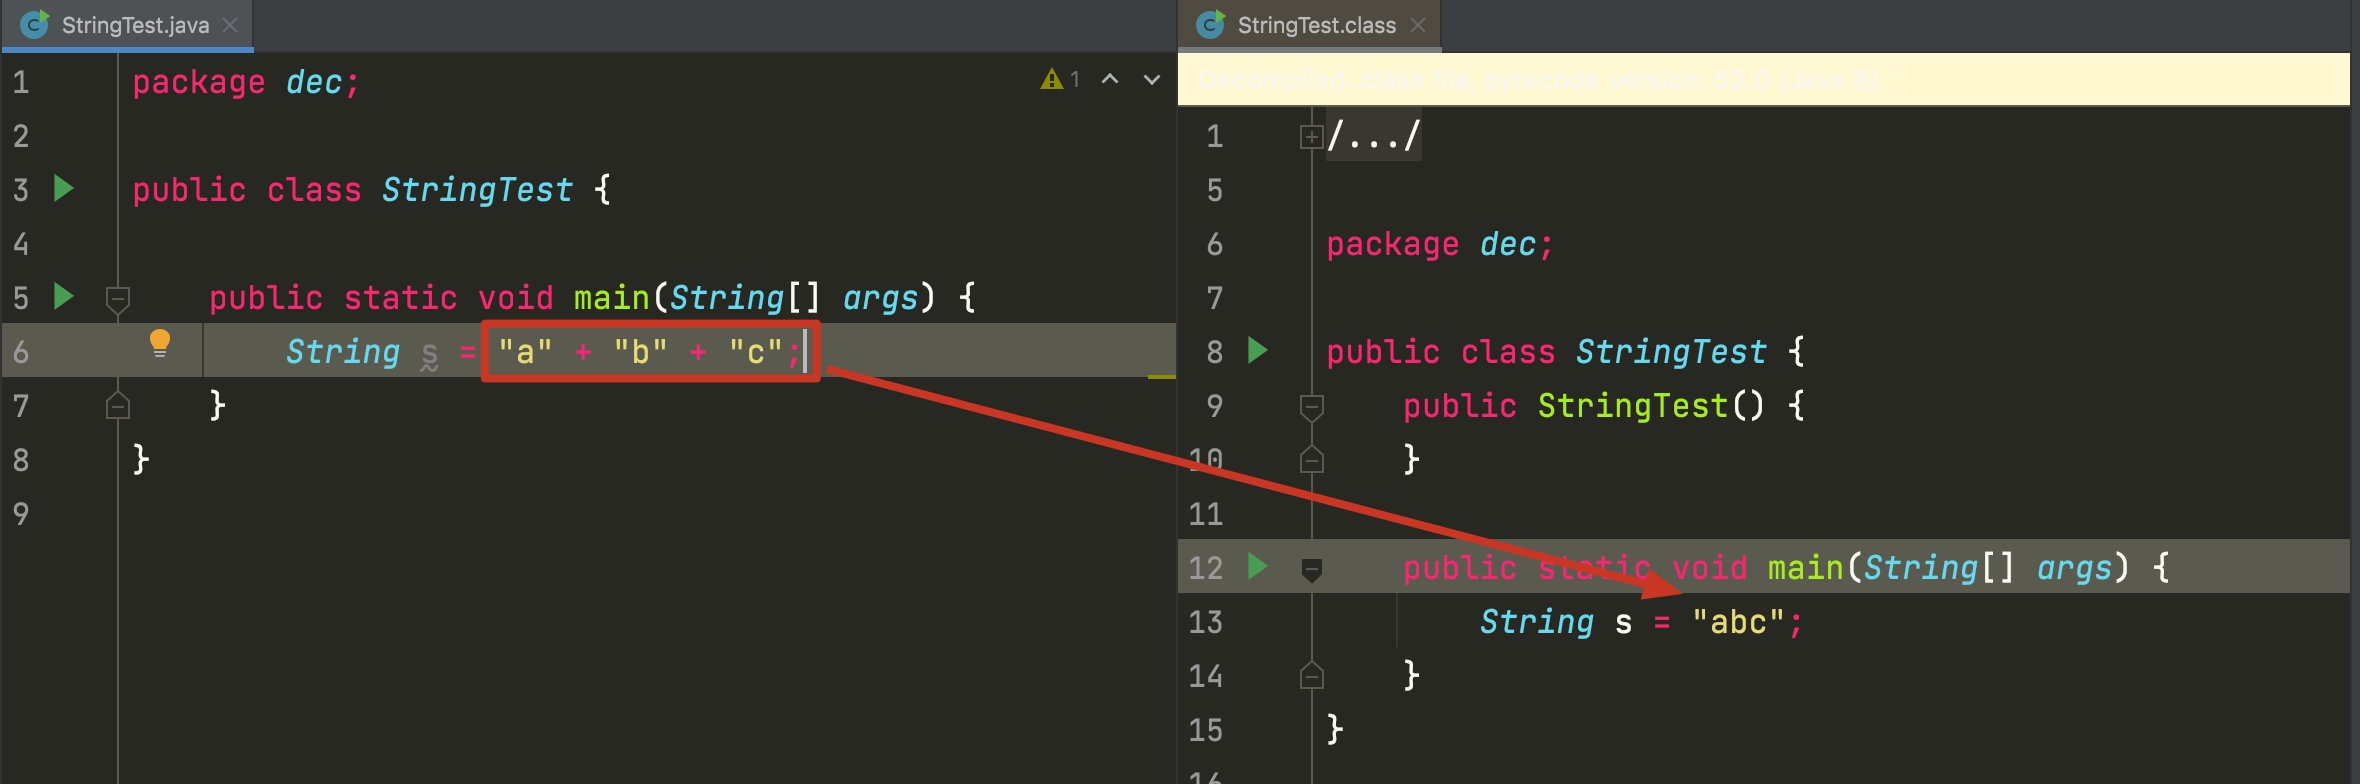 StringTest.java
1 package dec;
1
2
3 public class StringTest {
4
5 public static void main(String[] args) {
6 String s = "a" + "b" + "c";
7 }
8 }
9
StringTest.class
Decompiled .class file, bytecode version: 52.0 (Java 8)
1 /.../
5
6 package dec;
7
8 public class StringTest {
9 public StringTest() {
10 }
11
12 public static void main(String[] args) {
13 String s = "abc";
14 }
15 }
16